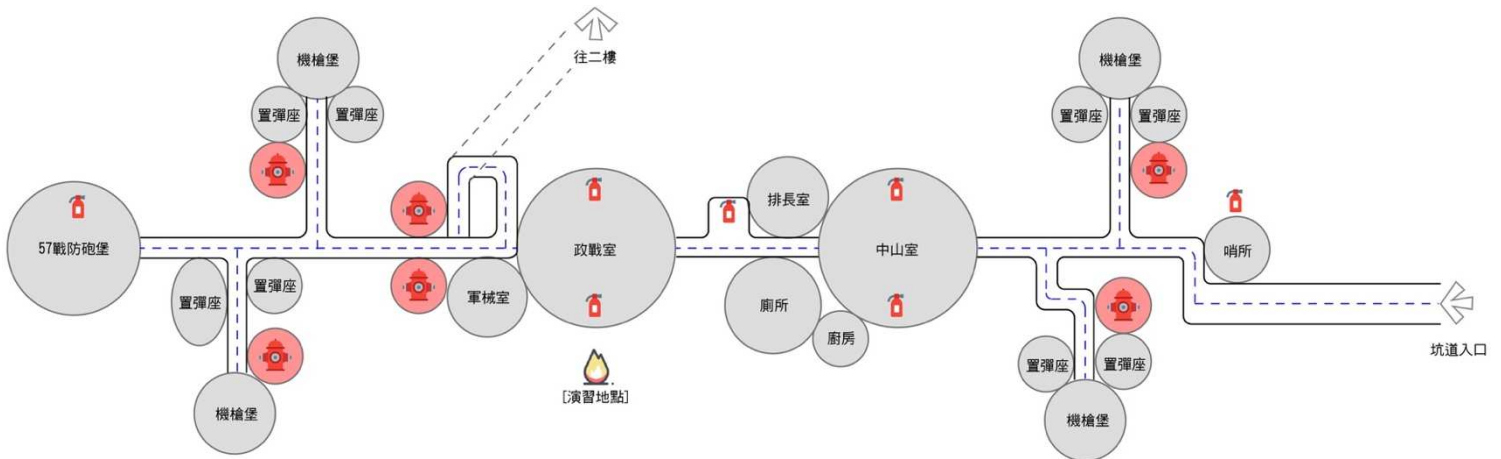 往二樓
機槍堡
機槍堡
置彈座
置彈座
置彈座
置彈座
排長室
57戰防砲堡
政戰室
中山室
哨所
置彈座
置彈座
軍械室
廁所
廚房
坑道入口
置彈座
置彈座
[演習地點]
機槍堡
機槍堡